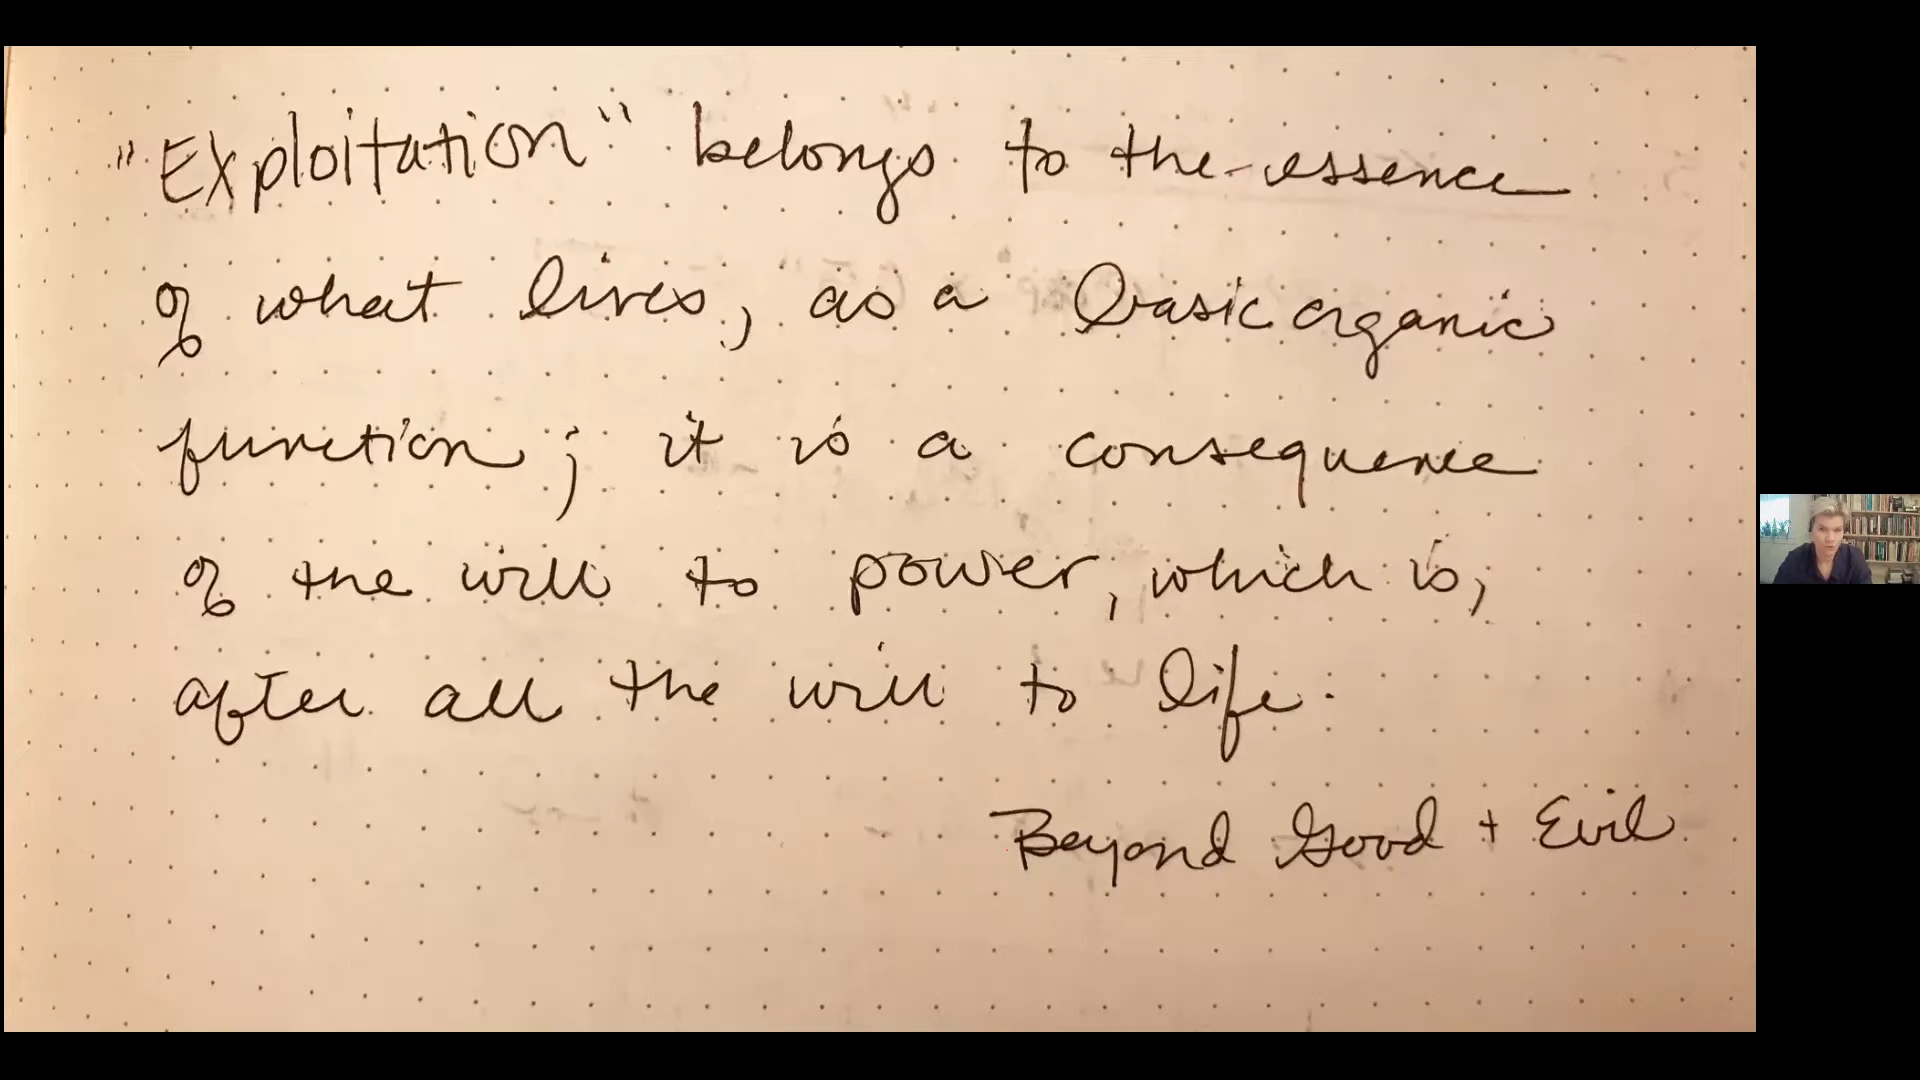 "Exploitation" belongs to the essence
of what lives, as a basic organic
function; it is a consequence
of the will to power, which is,
after all the will to life.
Beyond Good + Evil